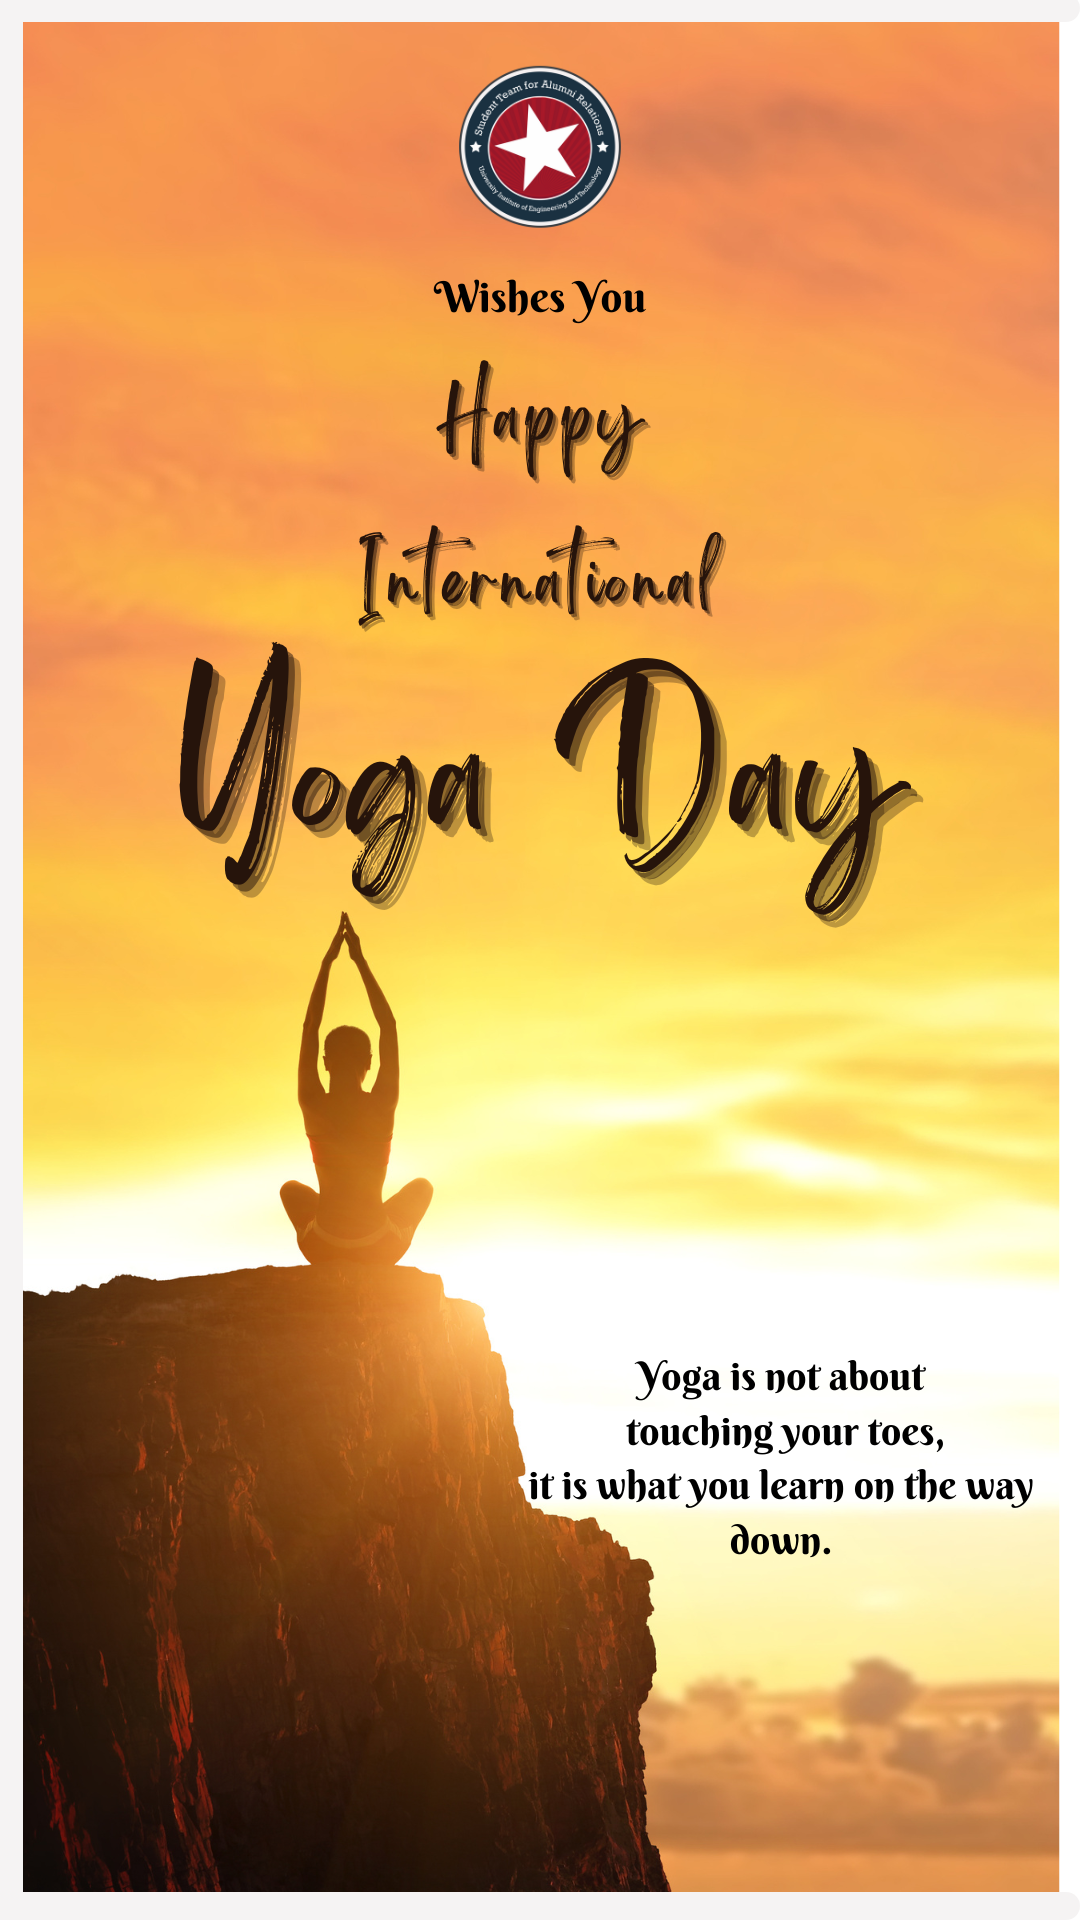 Student Team for Alumni Relations
University Institute of Engineering and Technology
Wishes You
Happy
International
Yoga Day
Yoga is not about
touching your toes,
it is what you learn on the way
down.